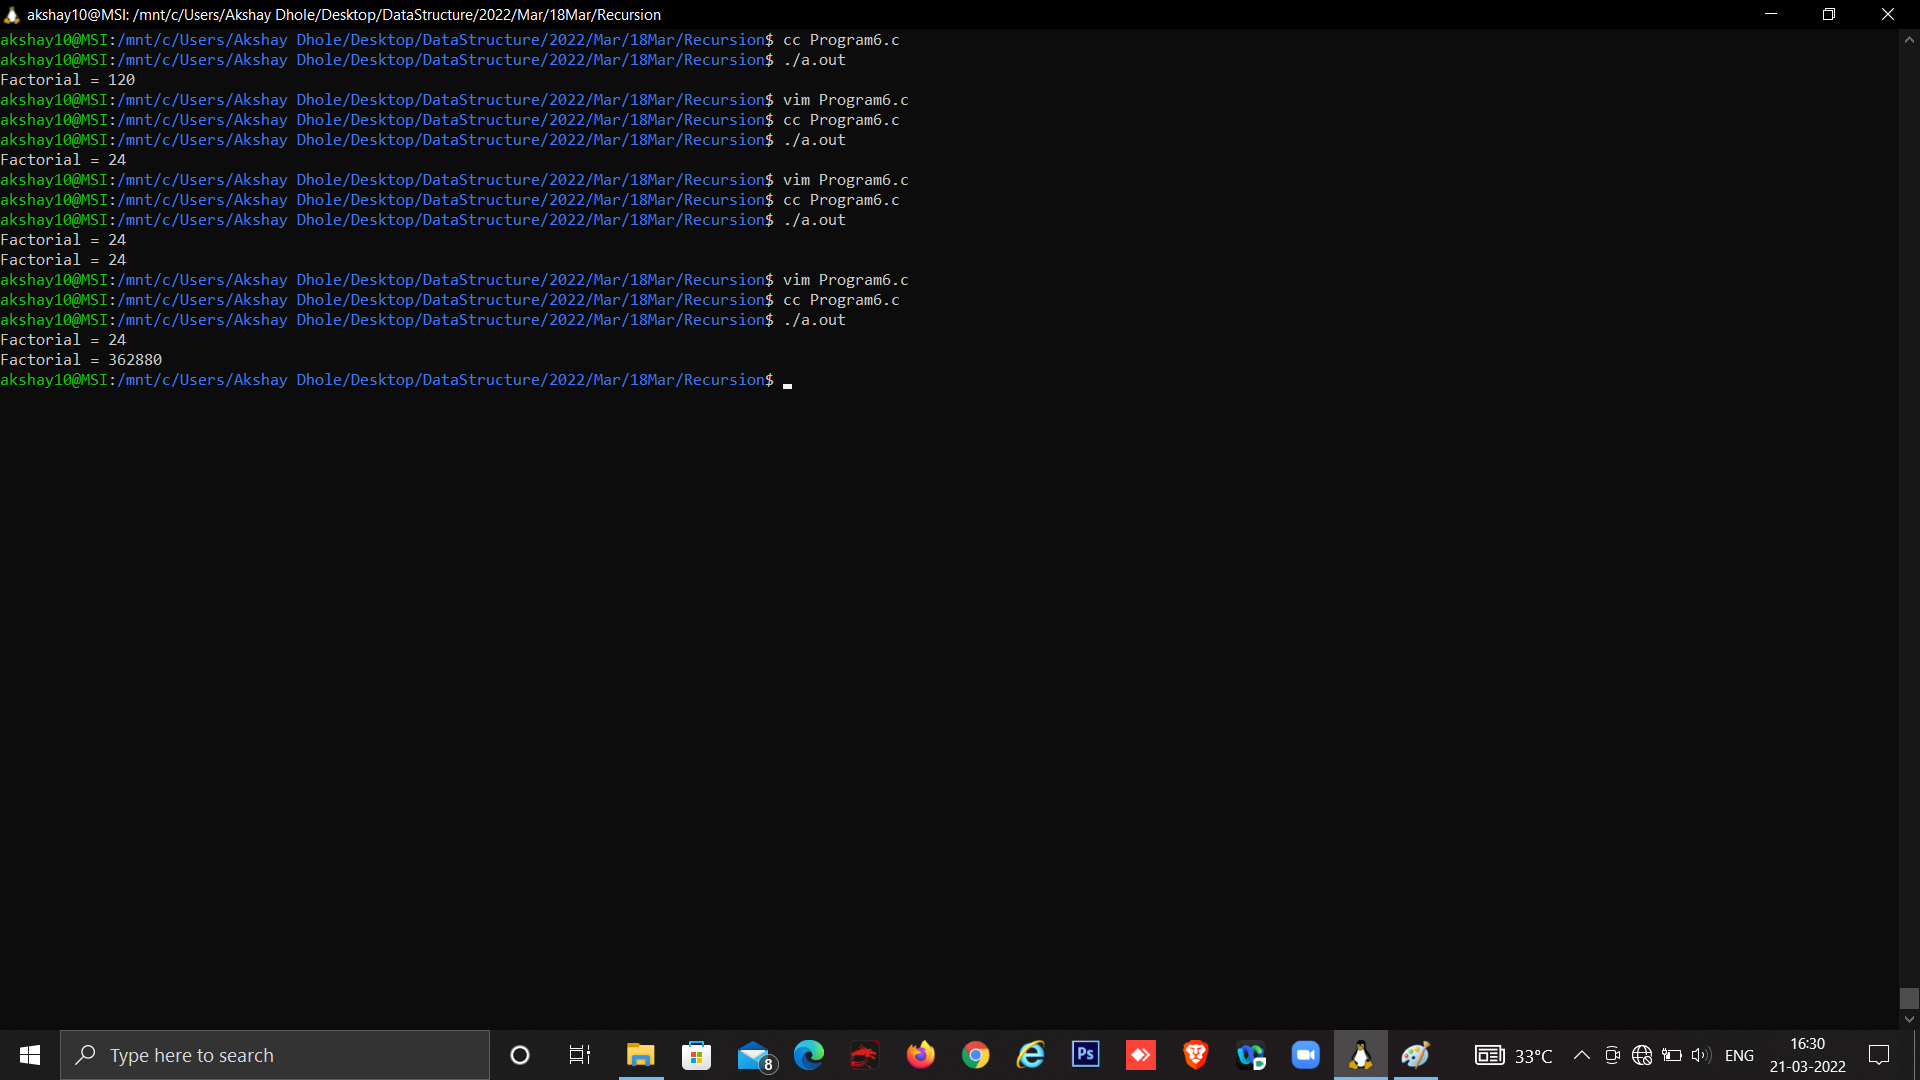 akshay10@MSI: /mnt/c/Users/Akshay Dhole/Desktop/DataStructure/2022/Mar/18Mar/Recursion
akshay10@MSI:/mnt/c/Users/Akshay Dhole/Desktop/DataStructure/2022/Mar/18Mar/Recursion$ cc Program6.c
akshay10@MSI:/mnt/c/Users/Akshay Dhole/Desktop/DataStructure/2022/Mar/18Mar/Recursion$ ./a.out
Factorial = 120
akshay10@MSI:/mnt/c/Users/Akshay Dhole/Desktop/DataStructure/2022/Mar/18Mar/Recursion$ vim Program6.c
akshay10@MSI:/mnt/c/Users/Akshay Dhole/Desktop/DataStructure/2022/Mar/18Mar/Recursion$ cc Program6.c
akshay10@MSI:/mnt/c/Users/Akshay Dhole/Desktop/DataStructure/2022/Mar/18Mar/Recursion$ ./a.out
Factorial = 24
akshay10@MSI:/mnt/c/Users/Akshay Dhole/Desktop/DataStructure/2022/Mar/18Mar/Recursion$ vim Program6.c
akshay10@MSI:/mnt/c/Users/Akshay Dhole/Desktop/DataStructure/2022/Mar/18Mar/Recursion$ cc Program6.c
akshay10@MSI:/mnt/c/Users/Akshay Dhole/Desktop/DataStructure/2022/Mar/18Mar/Recursion$ ./a.out
Factorial = 24
Factorial = 24
akshay10@MSI:/mnt/c/Users/Akshay Dhole/Desktop/DataStructure/2022/Mar/18Mar/Recursion$ vim Program6.c
akshay10@MSI:/mnt/c/Users/Akshay Dhole/Desktop/DataStructure/2022/Mar/18Mar/Recursion$ cc Program6.c
akshay10@MSI:/mnt/c/Users/Akshay Dhole/Desktop/DataStructure/2022/Mar/18Mar/Recursion$ ./a.out
Factorial = 24
Factorial = 362880
akshay10@MSI:/mnt/c/Users/Akshay Dhole/Desktop/DataStructure/2022/Mar/18Mar/Recursion$
Type here to search
8
Ps
33°C
ENG
16:30
21-03-2022